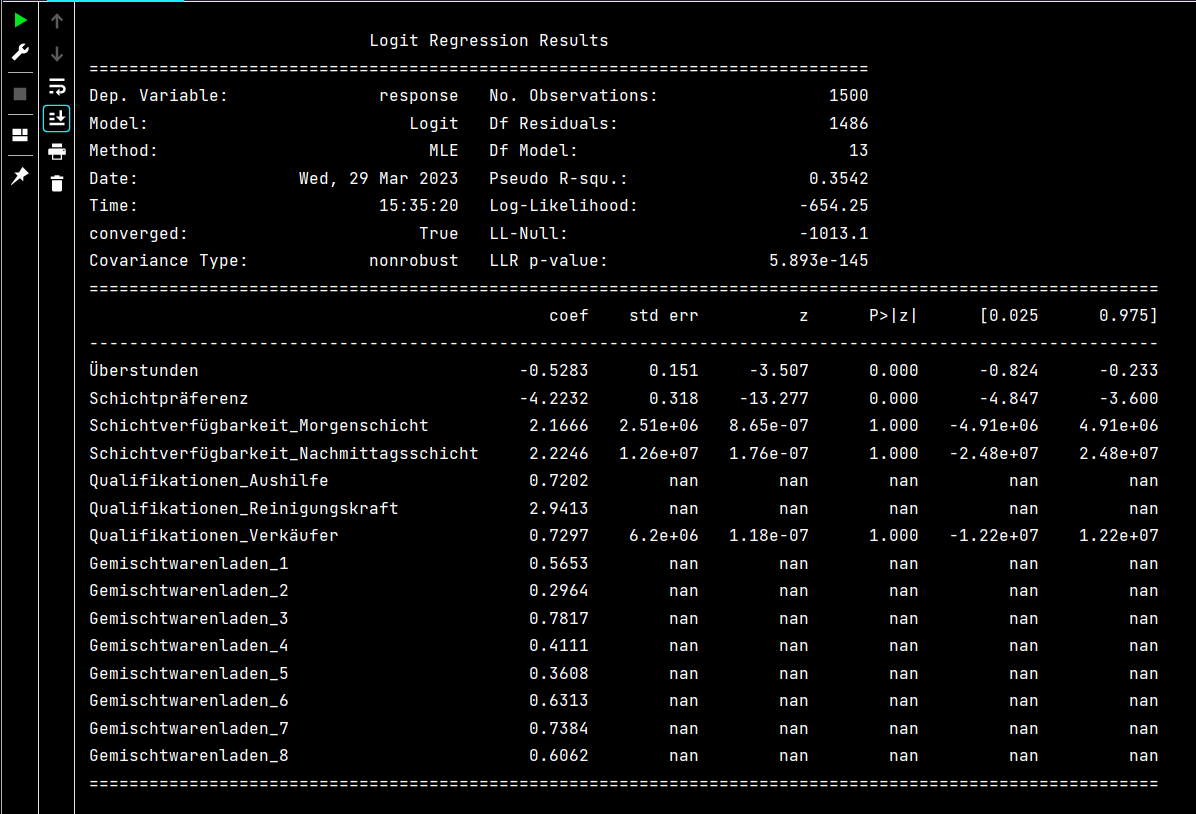 Logit Regression Results
==============================================================================
Dep. Variable: response No. Observations: 1500
Model: Logit Df Residuals: 1486
Method: MLE Df Model: 13
Date: Wed, 29 Mar 2023 Pseudo R-squ.: 0.3542
Time: 15:35:20 Log-Likelihood: -654.25
converged: True LL-Null: -1013.1
Covariance Type: nonrobust LLR p-value: 5.893e-145
===========================================================================================================
coef std err z P>|z| [0.025 0.975]
-----------------------------------------------------------------------------------------------------------
Überstunden -0.5283 0.151 -3.507 0.000 -0.824 -0.233
Schichtpräferenz -4.2232 0.318 -13.277 0.000 -4.847 -3.600
Schichtverfügbarkeit_Morgenschicht 2.1666 2.51e+06 8.65e-07 1.000 -4.91e+06 4.91e+06
Schichtverfügbarkeit_Nachmittagsschicht 2.2246 1.26e+07 1.76e-07 1.000 -2.48e+07 2.48e+07
Qualifikationen_Aushilfe 0.7202 nan nan nan nan nan
Qualifikationen_Reinigungskraft 2.9413 nan nan nan nan nan
Qualifikationen_Verkäufer 0.7297 6.2e+06 1.18e-07 1.000 -1.22e+07 1.22e+07
Gemischtwarenladen_1 0.5653 nan nan nan nan nan
Gemischtwarenladen_2 0.2964 nan nan nan nan nan
Gemischtwarenladen_3 0.7817 nan nan nan nan nan
Gemischtwarenladen_4 0.4111 nan nan nan nan nan
Gemischtwarenladen_5 0.3608 nan nan nan nan nan
Gemischtwarenladen_6 0.6313 nan nan nan nan nan
Gemischtwarenladen_7 0.7384 nan nan nan nan nan
Gemischtwarenladen_8 0.6062 nan nan nan nan nan
===========================================================================================================